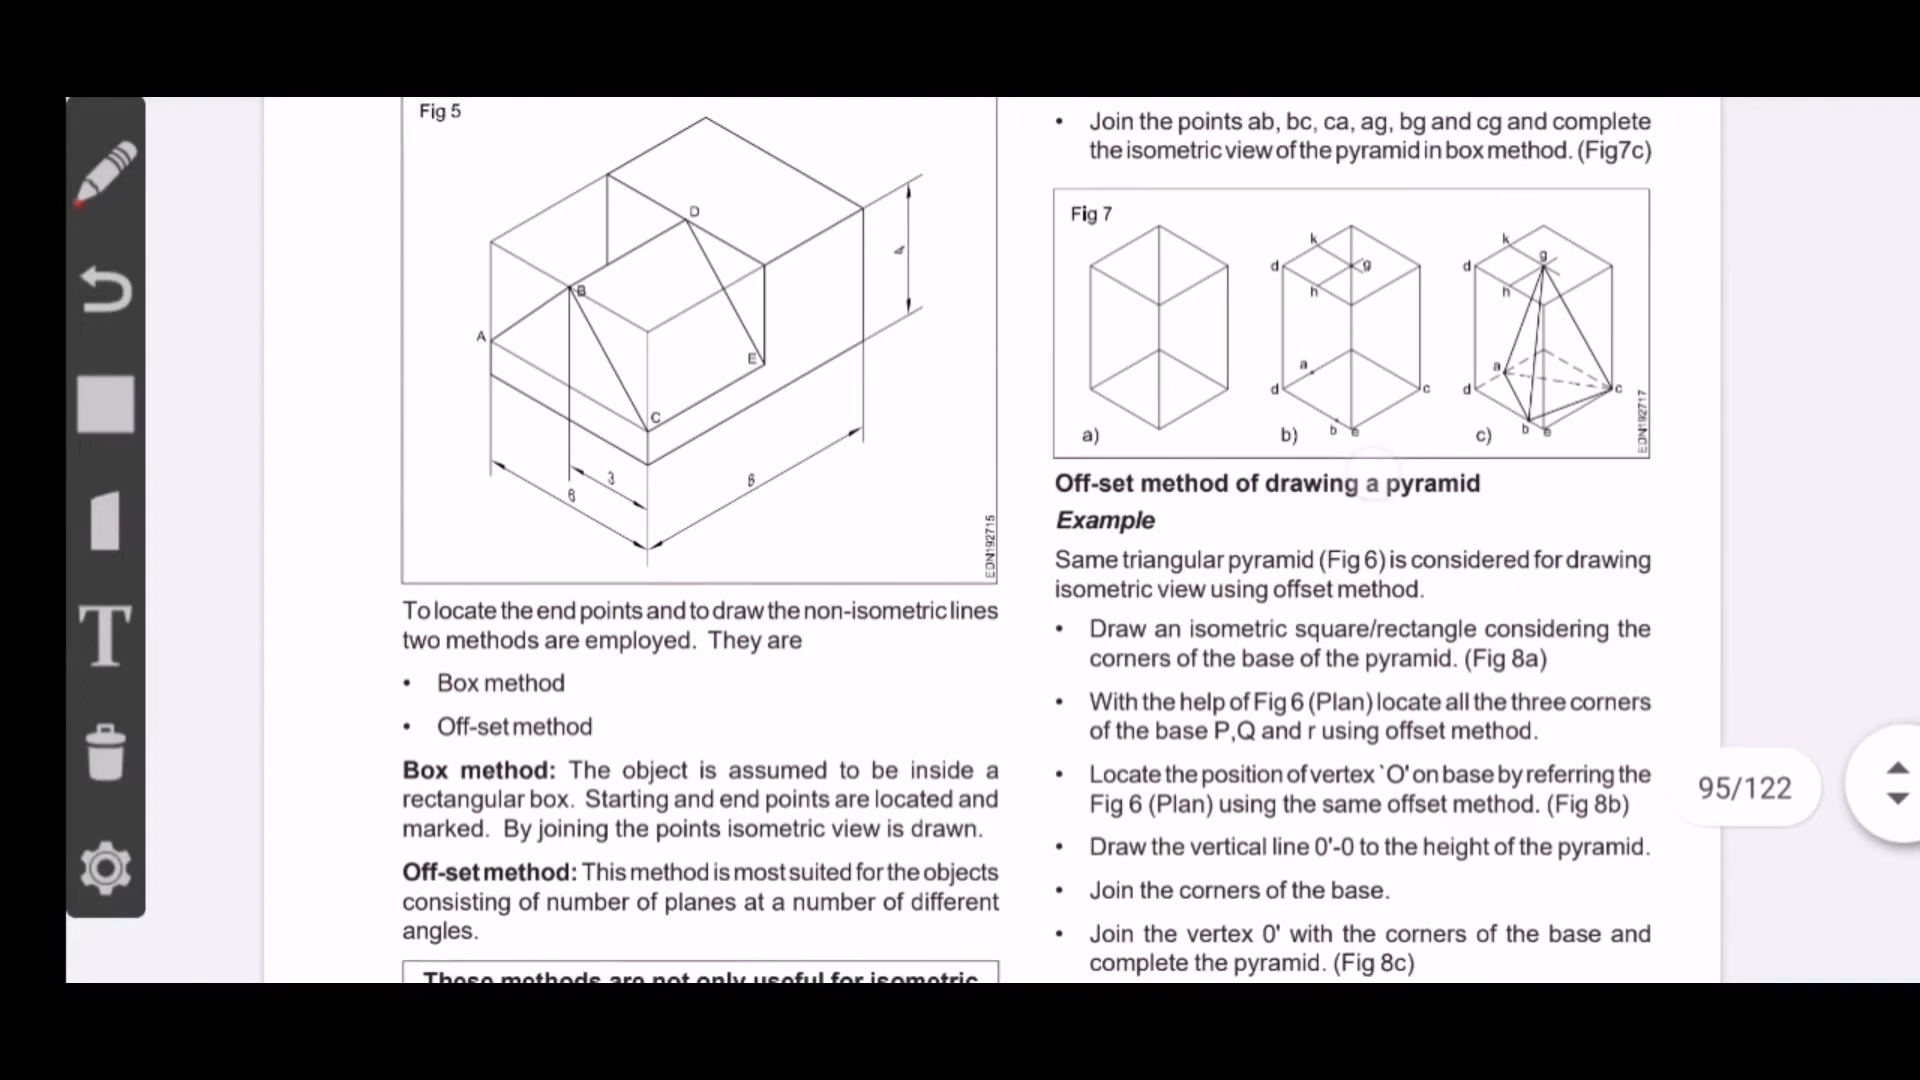 Fig 5
D
B
A
E
C
4
3
6
8
EDN192715
To locate the end points and to draw the non-isometric lines
two methods are employed. They are
• Box method
• Off-set method
Box method: The object is assumed to be inside a
rectangular box. Starting and end points are located and
marked. By joining the points isometric view is drawn.
Off-set method: This method is most suited for the objects
consisting of number of planes at a number of different
angles.
These methods are not only useful for isometric
• Join the points ab, bc, ca, ag, bg and cg and complete
the isometric view of the pyramid in box method. (Fig7c)
Fig 7
k
d
g
h
a
d
c
b
e
k
g
d
h
a
d
c
b
e
a)
b)
c)
EDN192717
Off-set method of drawing a pyramid
Example
Same triangular pyramid (Fig 6) is considered for drawing
isometric view using offset method.
• Draw an isometric square/rectangle considering the
corners of the base of the pyramid. (Fig 8a)
• With the help of Fig 6 (Plan) locate all the three corners
of the base P,Q and r using offset method.
• Locate the position of vertex `O' on base by referring the
Fig 6 (Plan) using the same offset method. (Fig 8b)
• Draw the vertical line 0'-0 to the height of the pyramid.
• Join the corners of the base.
• Join the vertex 0' with the corners of the base and
complete the pyramid. (Fig 8c)
T
95/122